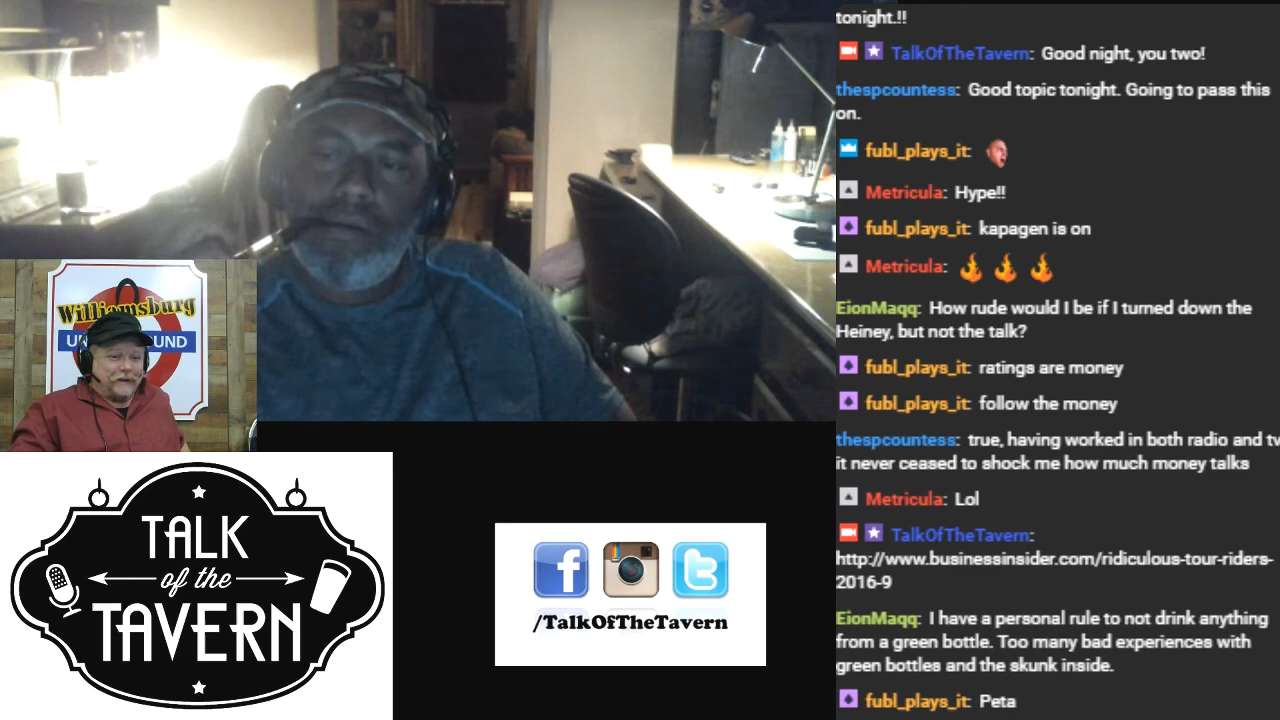 tonight.!!
TalkOfTheTavern: Good night, you two!
thespcountess: Good topic tonight. Going to pass this
on.
fubl_plays_it:
Metricula: Hype!!
fubl_plays_it: kapagen is on
Metricula:
EionMaqq: How rude would I be if I turned down the
Heiney, but not the talk?
fubl_plays_it: ratings are money
fubl_plays_it: follow the money
thespcountess: true, having worked in both radio and tv
it never ceased to shock me how much money talks
Metricula: Lol
TalkOfTheTavern:
http://www.businessinsider.com/ridiculous-tour-riders-
2016-9
EionMaqq: I have a personal rule to not drink anything
from a green bottle. Too many bad experiences with
green bottles and the skunk inside.
fubl_plays_it: Peta
Williamsburg
TALK
of the
TAVERN
/TalkOfTheTavern